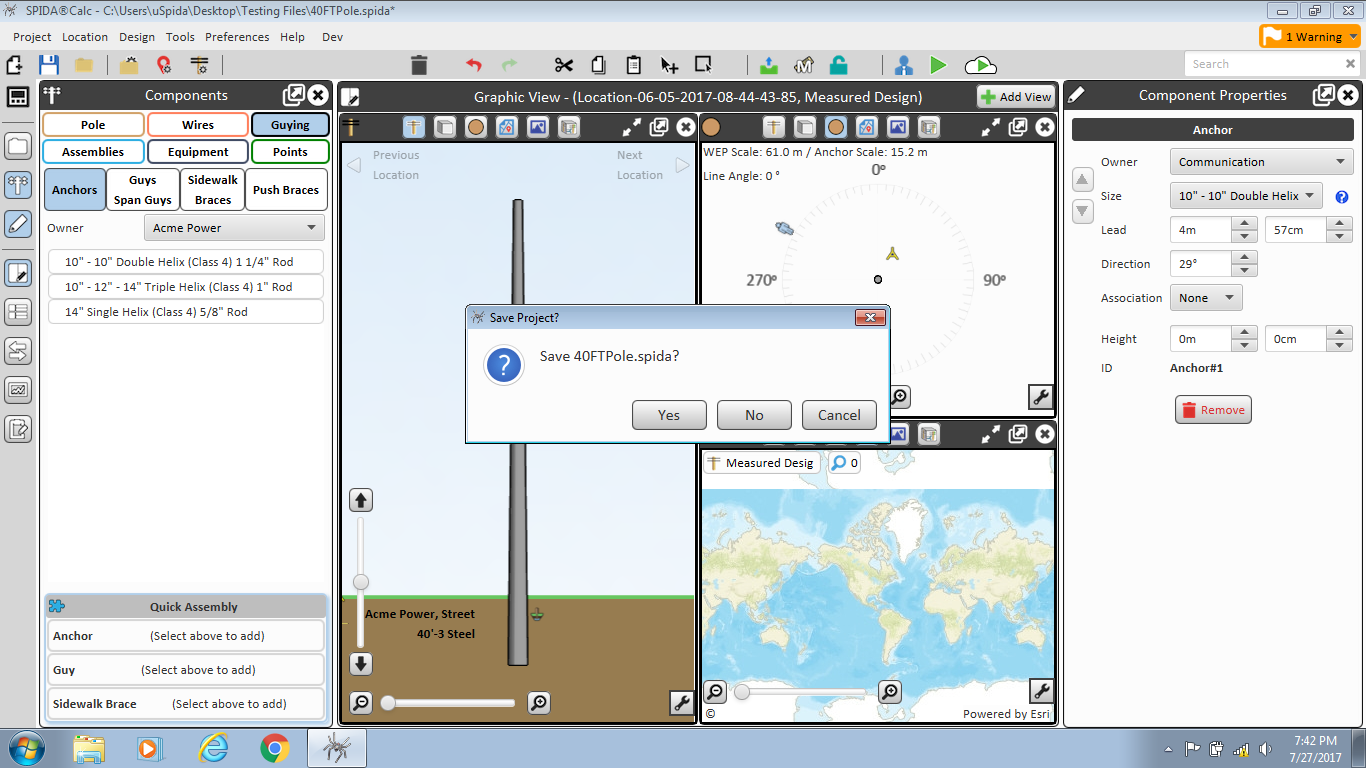 SPIDA®Calc - C:\Users\uSpida\Desktop\Testing Files\40FTPole.spida*
Project Location Design Tools Preferences Help Dev
1 Warning
Search
Components
Graphic View - (Location-06-05-2017-08-44-43-85, Measured Design)
Add View
Component Properties
Pole Wires Guying
Assemblies Equipment Points
Anchors
Guys
Span Guys
Sidewalk
Braces
Push Braces
Owner Acme Power
10" - 10" Double Helix (Class 4) 1 1/4" Rod
10" - 12" - 14" Triple Helix (Class 4) 1" Rod
14" Single Helix (Class 4) 5/8" Rod
Quick Assembly
Anchor (Select above to add)
Guy (Select above to add)
Sidewalk Brace (Select above to add)
Previous
Location
Next
Location
Acme Power, Street
40'-3 Steel
WEP Scale: 61.0 m / Anchor Scale: 15.2 m
Line Angle: 0 °
0°
270°
90°
Save Project?
Save 40FTPole.spida?
Yes No Cancel
Measured Desig 0
©
Powered by Esri
Anchor
Owner Communication
Size 10" - 10" Double Helix
Lead 4m 57cm
Direction 29°
Association None
Height 0m 0cm
ID Anchor#1
Remove
7:42 PM
7/27/2017